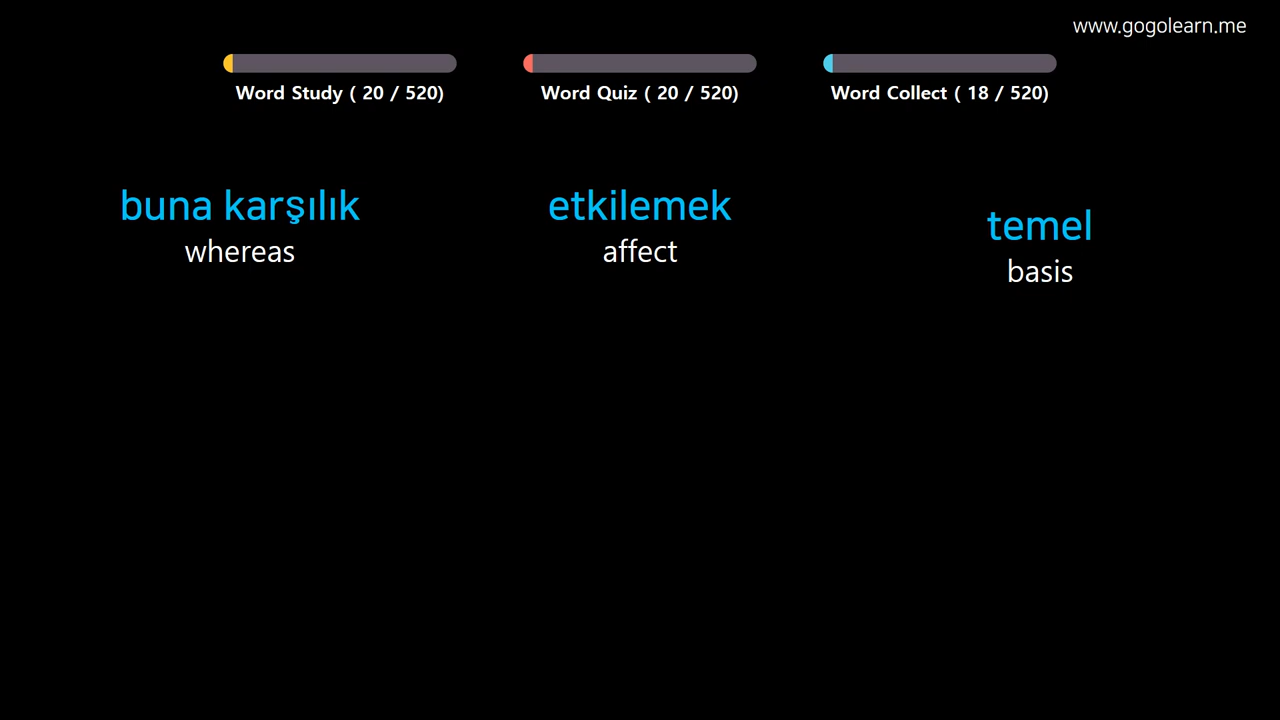 www.gogolearn.me
Word Study ( 20 / 520)
Word Quiz ( 20 / 520)
Word Collect ( 18 / 520)
buna karşılık
whereas
etkilemek
affect
temel
basis